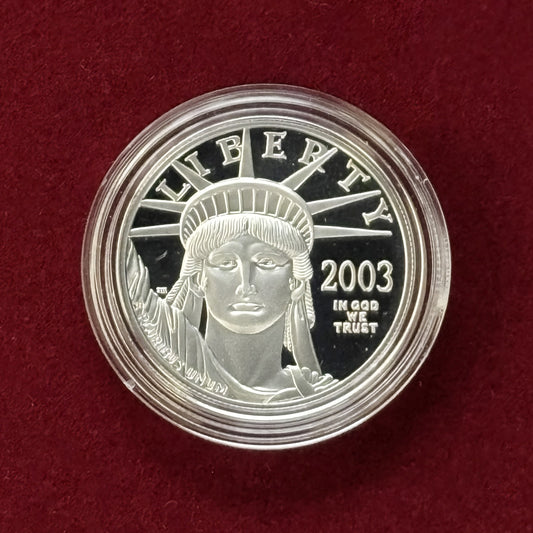 LIBERTY
2003
IN GOD
WE
TRUST
E PLURIBUS UNUM